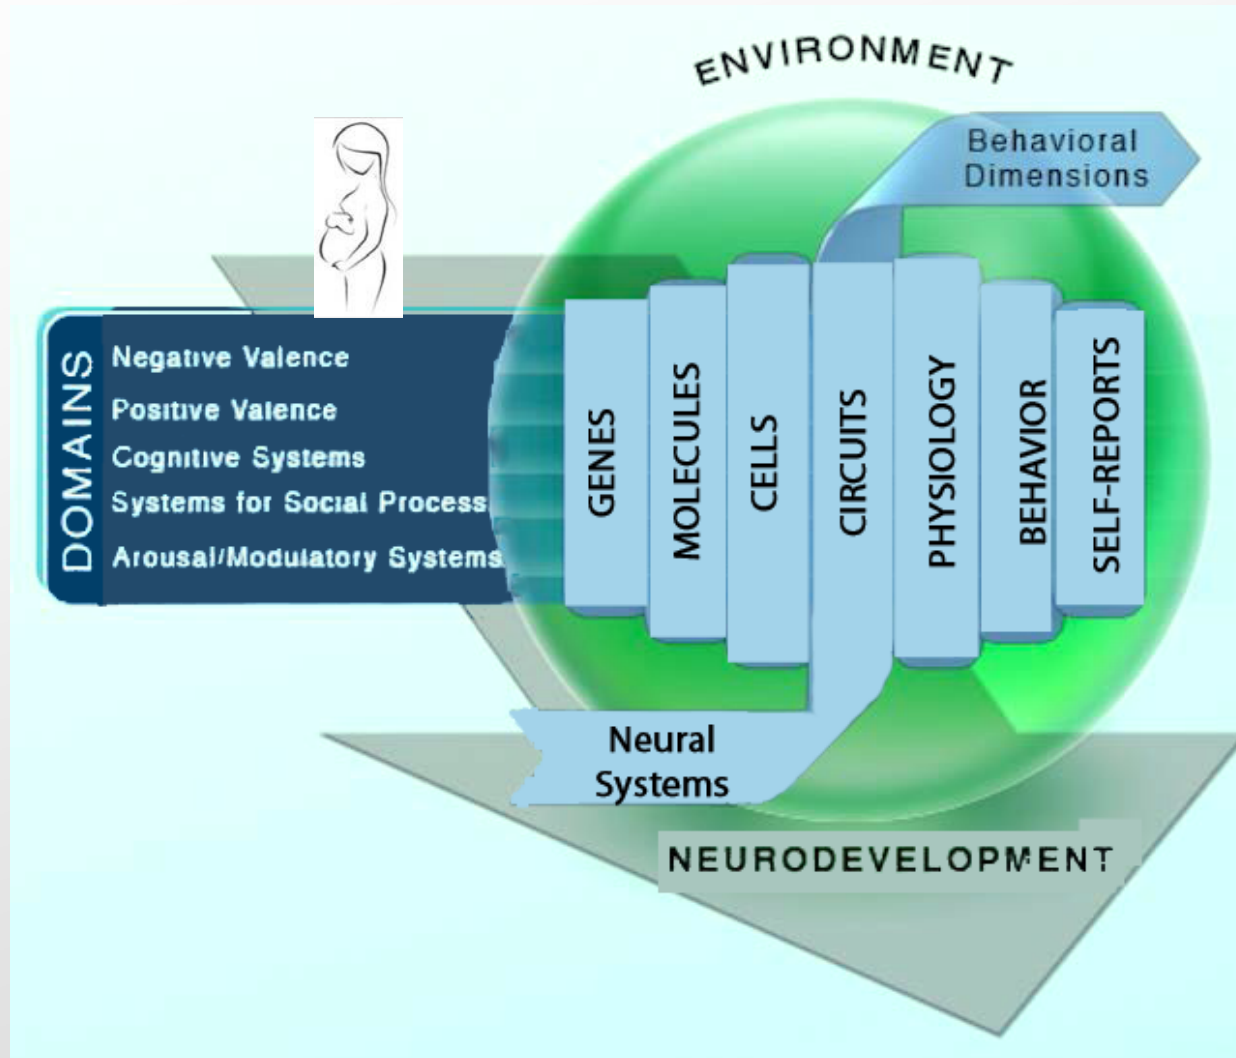 ENVIRONMENT
Behavioral
Dimensions
DOMAINS
Negative Valence
Positive Valence
Cognitive Systems
Systems for Social Process
Arousal/Modulatory Systems
GENES
MOLECULES
CELLS
CIRCUITS
PHYSIOLOGY
BEHAVIOR
SELF-REPORTS
Neural
Systems
NEURODEVELOPMENT